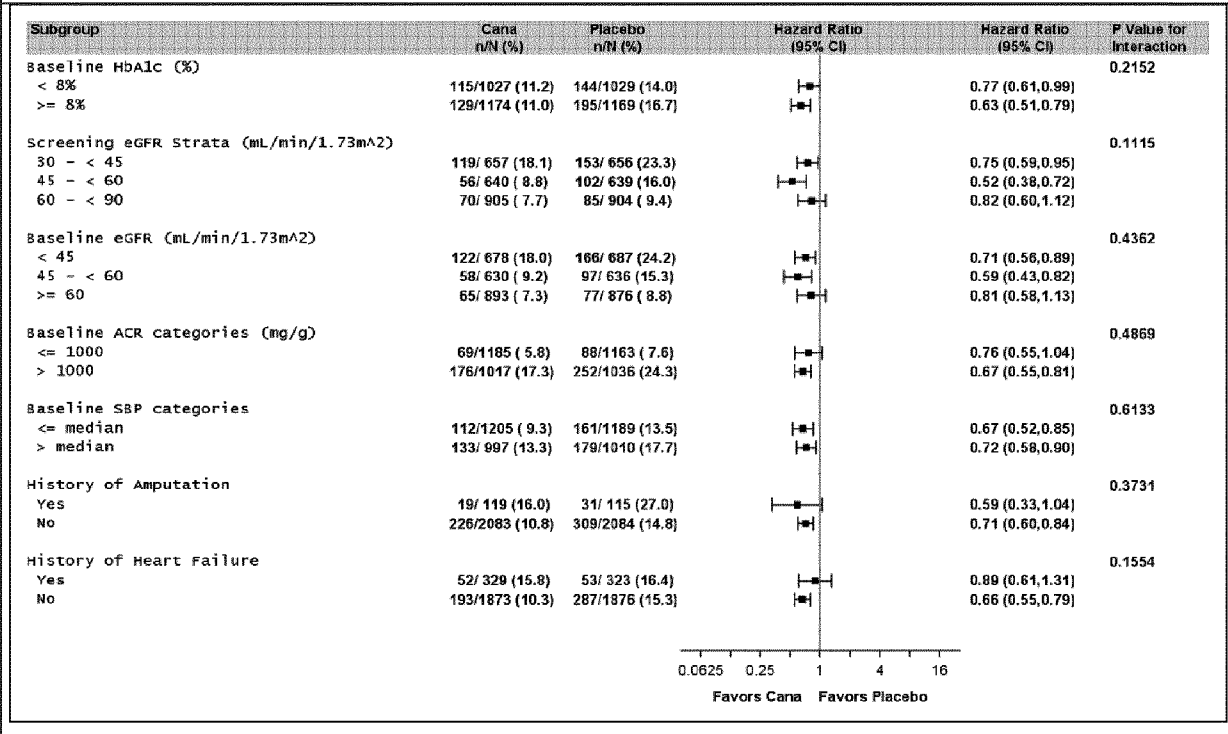 Subgroup Cana Placebo Hazard Ratio Hazard Ratio P Value for
n/N (%) n/N (%) (95% CI) (95% CI) Interaction
Baseline HbA1c (%) 0.2152
< 8% 115/1027 (11.2) 144/1029 (14.0) 0.77 (0.61,0.99)
>= 8% 129/1174 (11.0) 195/1169 (16.7) 0.63 (0.51,0.79)
Screening eGFR Strata (mL/min/1.73m^2) 0.1115
30 - < 45 119/ 657 (18.1) 153/ 656 (23.3) 0.75 (0.59,0.95)
45 - < 60 56/ 640 ( 8.8) 102/ 639 (16.0) 0.52 (0.38,0.72)
60 - < 90 70/ 905 ( 7.7) 85/ 904 ( 9.4) 0.82 (0.60,1.12)
Baseline eGFR (mL/min/1.73m^2) 0.4362
< 45 122/ 678 (18.0) 166/ 687 (24.2) 0.71 (0.56,0.89)
45 - < 60 58/ 630 ( 9.2) 97/ 636 (15.3) 0.59 (0.43,0.82)
>= 60 65/ 893 ( 7.3) 77/ 876 ( 8.8) 0.81 (0.58,1.13)
Baseline ACR categories (mg/g) 0.4869
<= 1000 69/1185 ( 5.8) 88/1163 ( 7.6) 0.76 (0.55,1.04)
> 1000 176/1017 (17.3) 252/1036 (24.3) 0.67 (0.55,0.81)
Baseline SBP categories 0.6133
<= median 112/1205 ( 9.3) 161/1189 (13.5) 0.67 (0.52,0.85)
> median 133/ 997 (13.3) 179/1010 (17.7) 0.72 (0.58,0.90)
History of Amputation 0.3731
Yes 19/ 119 (16.0) 31/ 115 (27.0) 0.59 (0.33,1.04)
No 226/2083 (10.8) 309/2084 (14.8) 0.71 (0.60,0.84)
History of Heart Failure 0.1554
Yes 52/ 329 (15.8) 53/ 323 (16.4) 0.89 (0.61,1.31)
No 193/1873 (10.3) 287/1876 (15.3) 0.66 (0.55,0.79)
0.0625 0.25 1 4 16
Favors Cana Favors Placebo